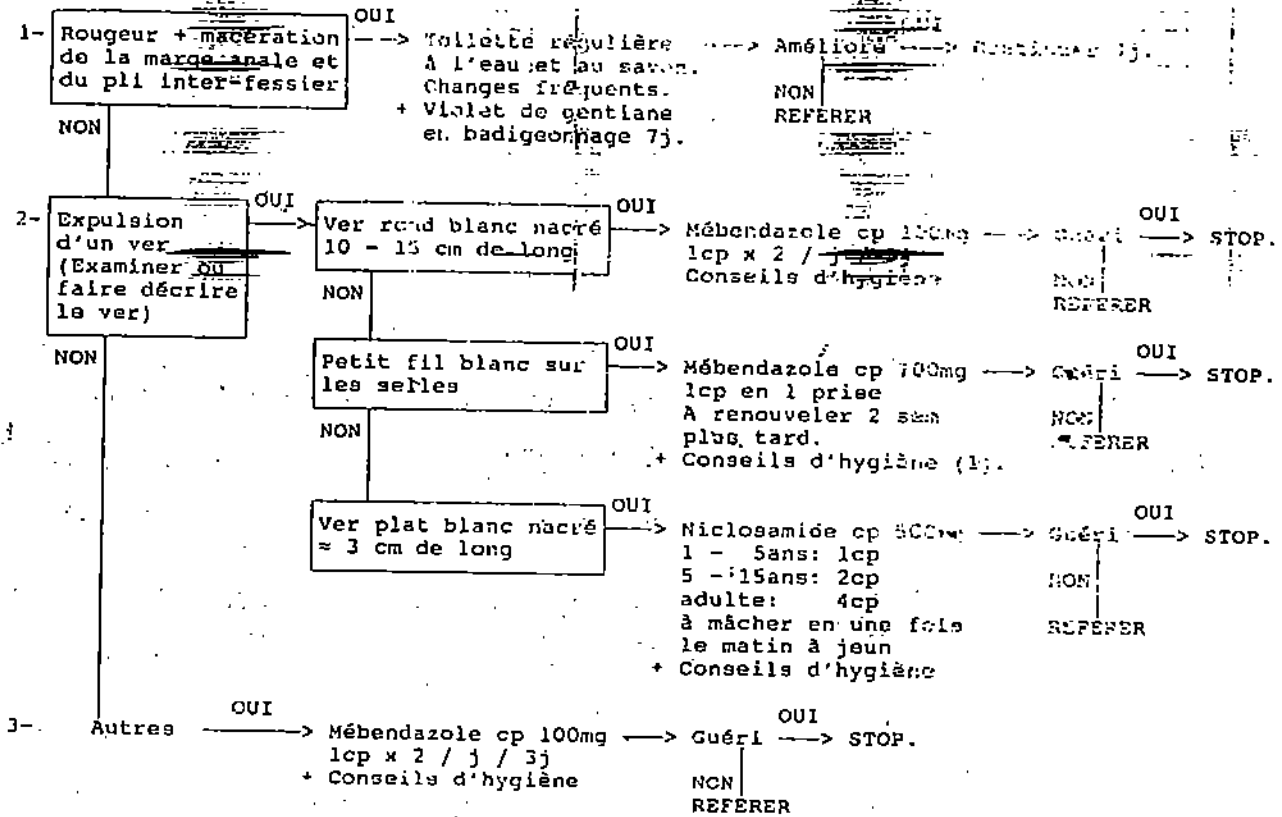 1- Rougeur + macération
de la marge anale et
du pli inter-fessier
OUI
Toilette régulière
A l'eau et au savon.
Changes fréquents.
+ Violet de gentiane
en badigeonnage 7j.
Amélioré
7j.
NON
REFERER
NON
2- Expulsion
d'un ver
(Examiner ou
faire décrire
le ver)
OUI
Ver rond blanc nacré
10 - 15 cm de long
OUI
Mébendazole cp 100mg
1cp x 2 / j
Conseils d'hygiène
Guéri
OUI
STOP.
NON
REFERER
NON
NON
Petit fil blanc sur
les selles
OUI
Mébendazole cp 100mg
1cp en 1 prise
A renouveler 2 sem
plus tard.
+ Conseils d'hygiène (1).
Guéri
OUI
STOP.
NON
REFERER
NON
Ver plat blanc nacré
≈ 3 cm de long
OUI
Niclosamide cp 500mg
1 - 5ans: 1cp
5 - 15ans: 2cp
adulte: 4cp
à mâcher en une fois
le matin à jeun
+ Conseils d'hygiène
Guéri
OUI
STOP.
NON
REFERER
3- Autres
OUI
Mébendazole cp 100mg
1cp x 2 / j / 3j
+ Conseils d'hygiène
Guéri
OUI
STOP.
NON
REFERER